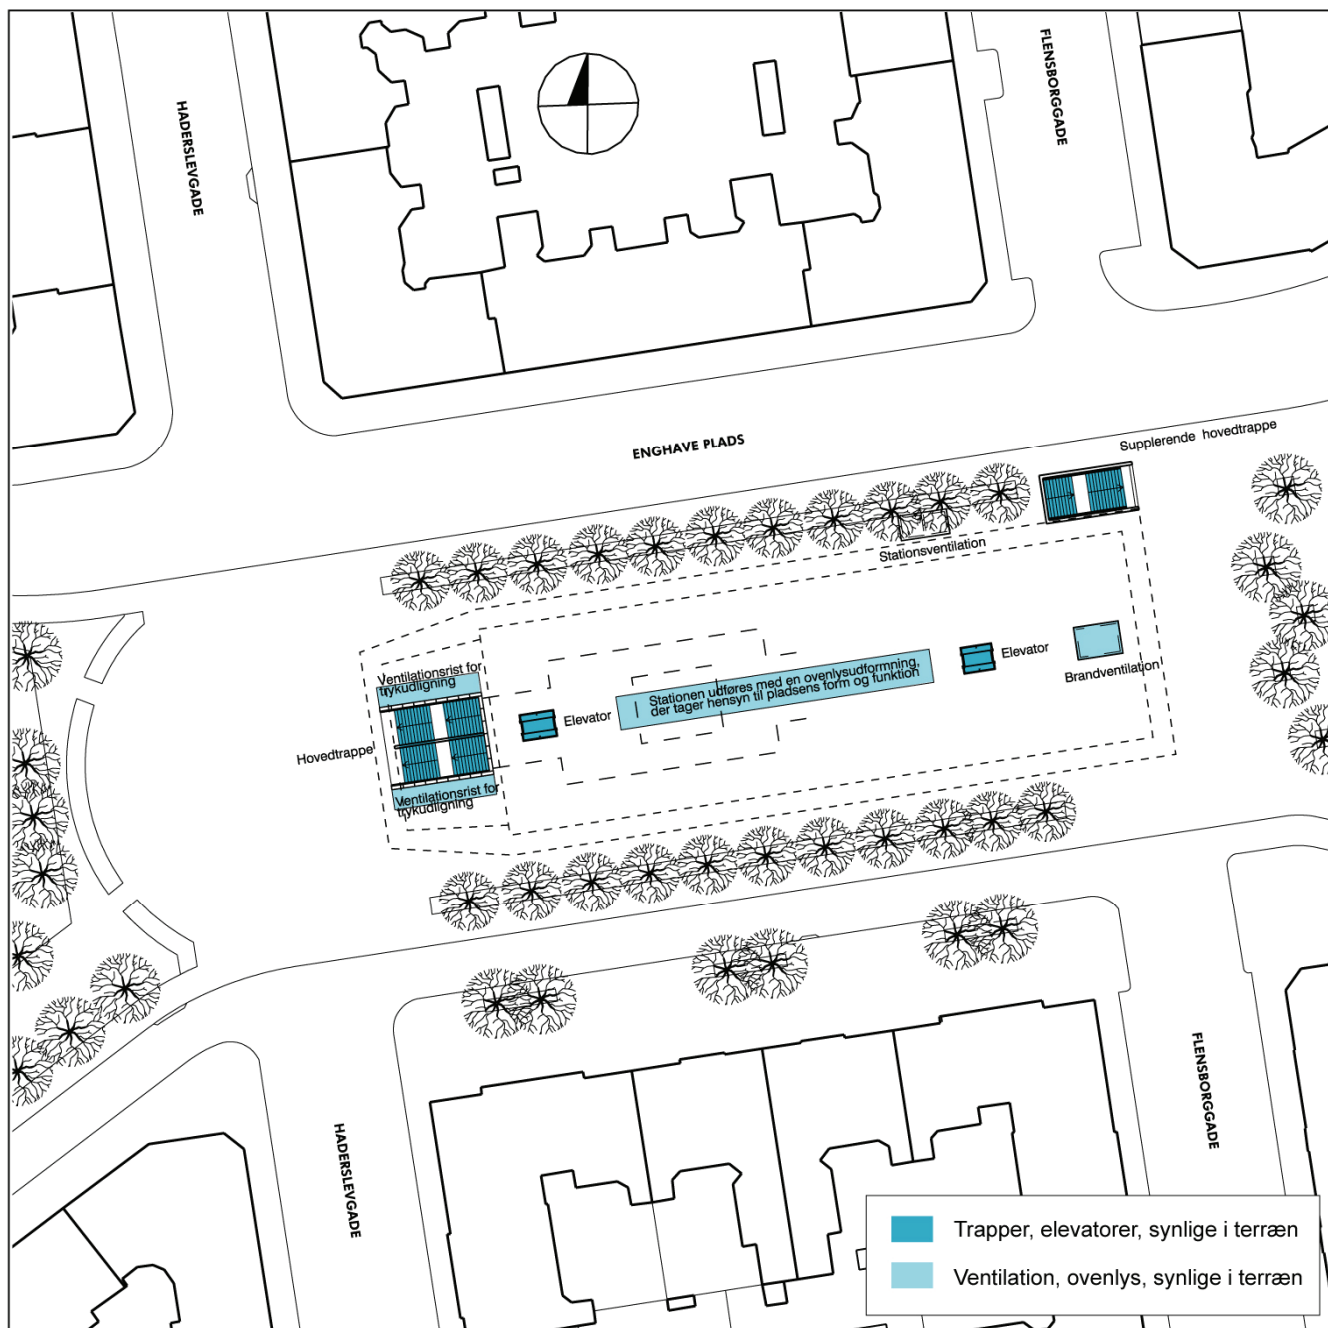 HADERSLEVGADE
FLENSBORGGADE
ENGHAVE PLADS
Supplerende hovedtrappe
Stationsventilation
Elevator
Brandventilation
Stationen udføres med en ovenlysudformning,
der tager hensyn til pladsens form og funktion
Ventilationsrist for
trykudligning
Elevator
Hovedtrappe
Ventilationsrist for
trykudligning
HADERSLEVGADE
FLENSBORGGADE
Trapper, elevatorer, synlige i terræn
Ventilation, ovenlys, synlige i terræn